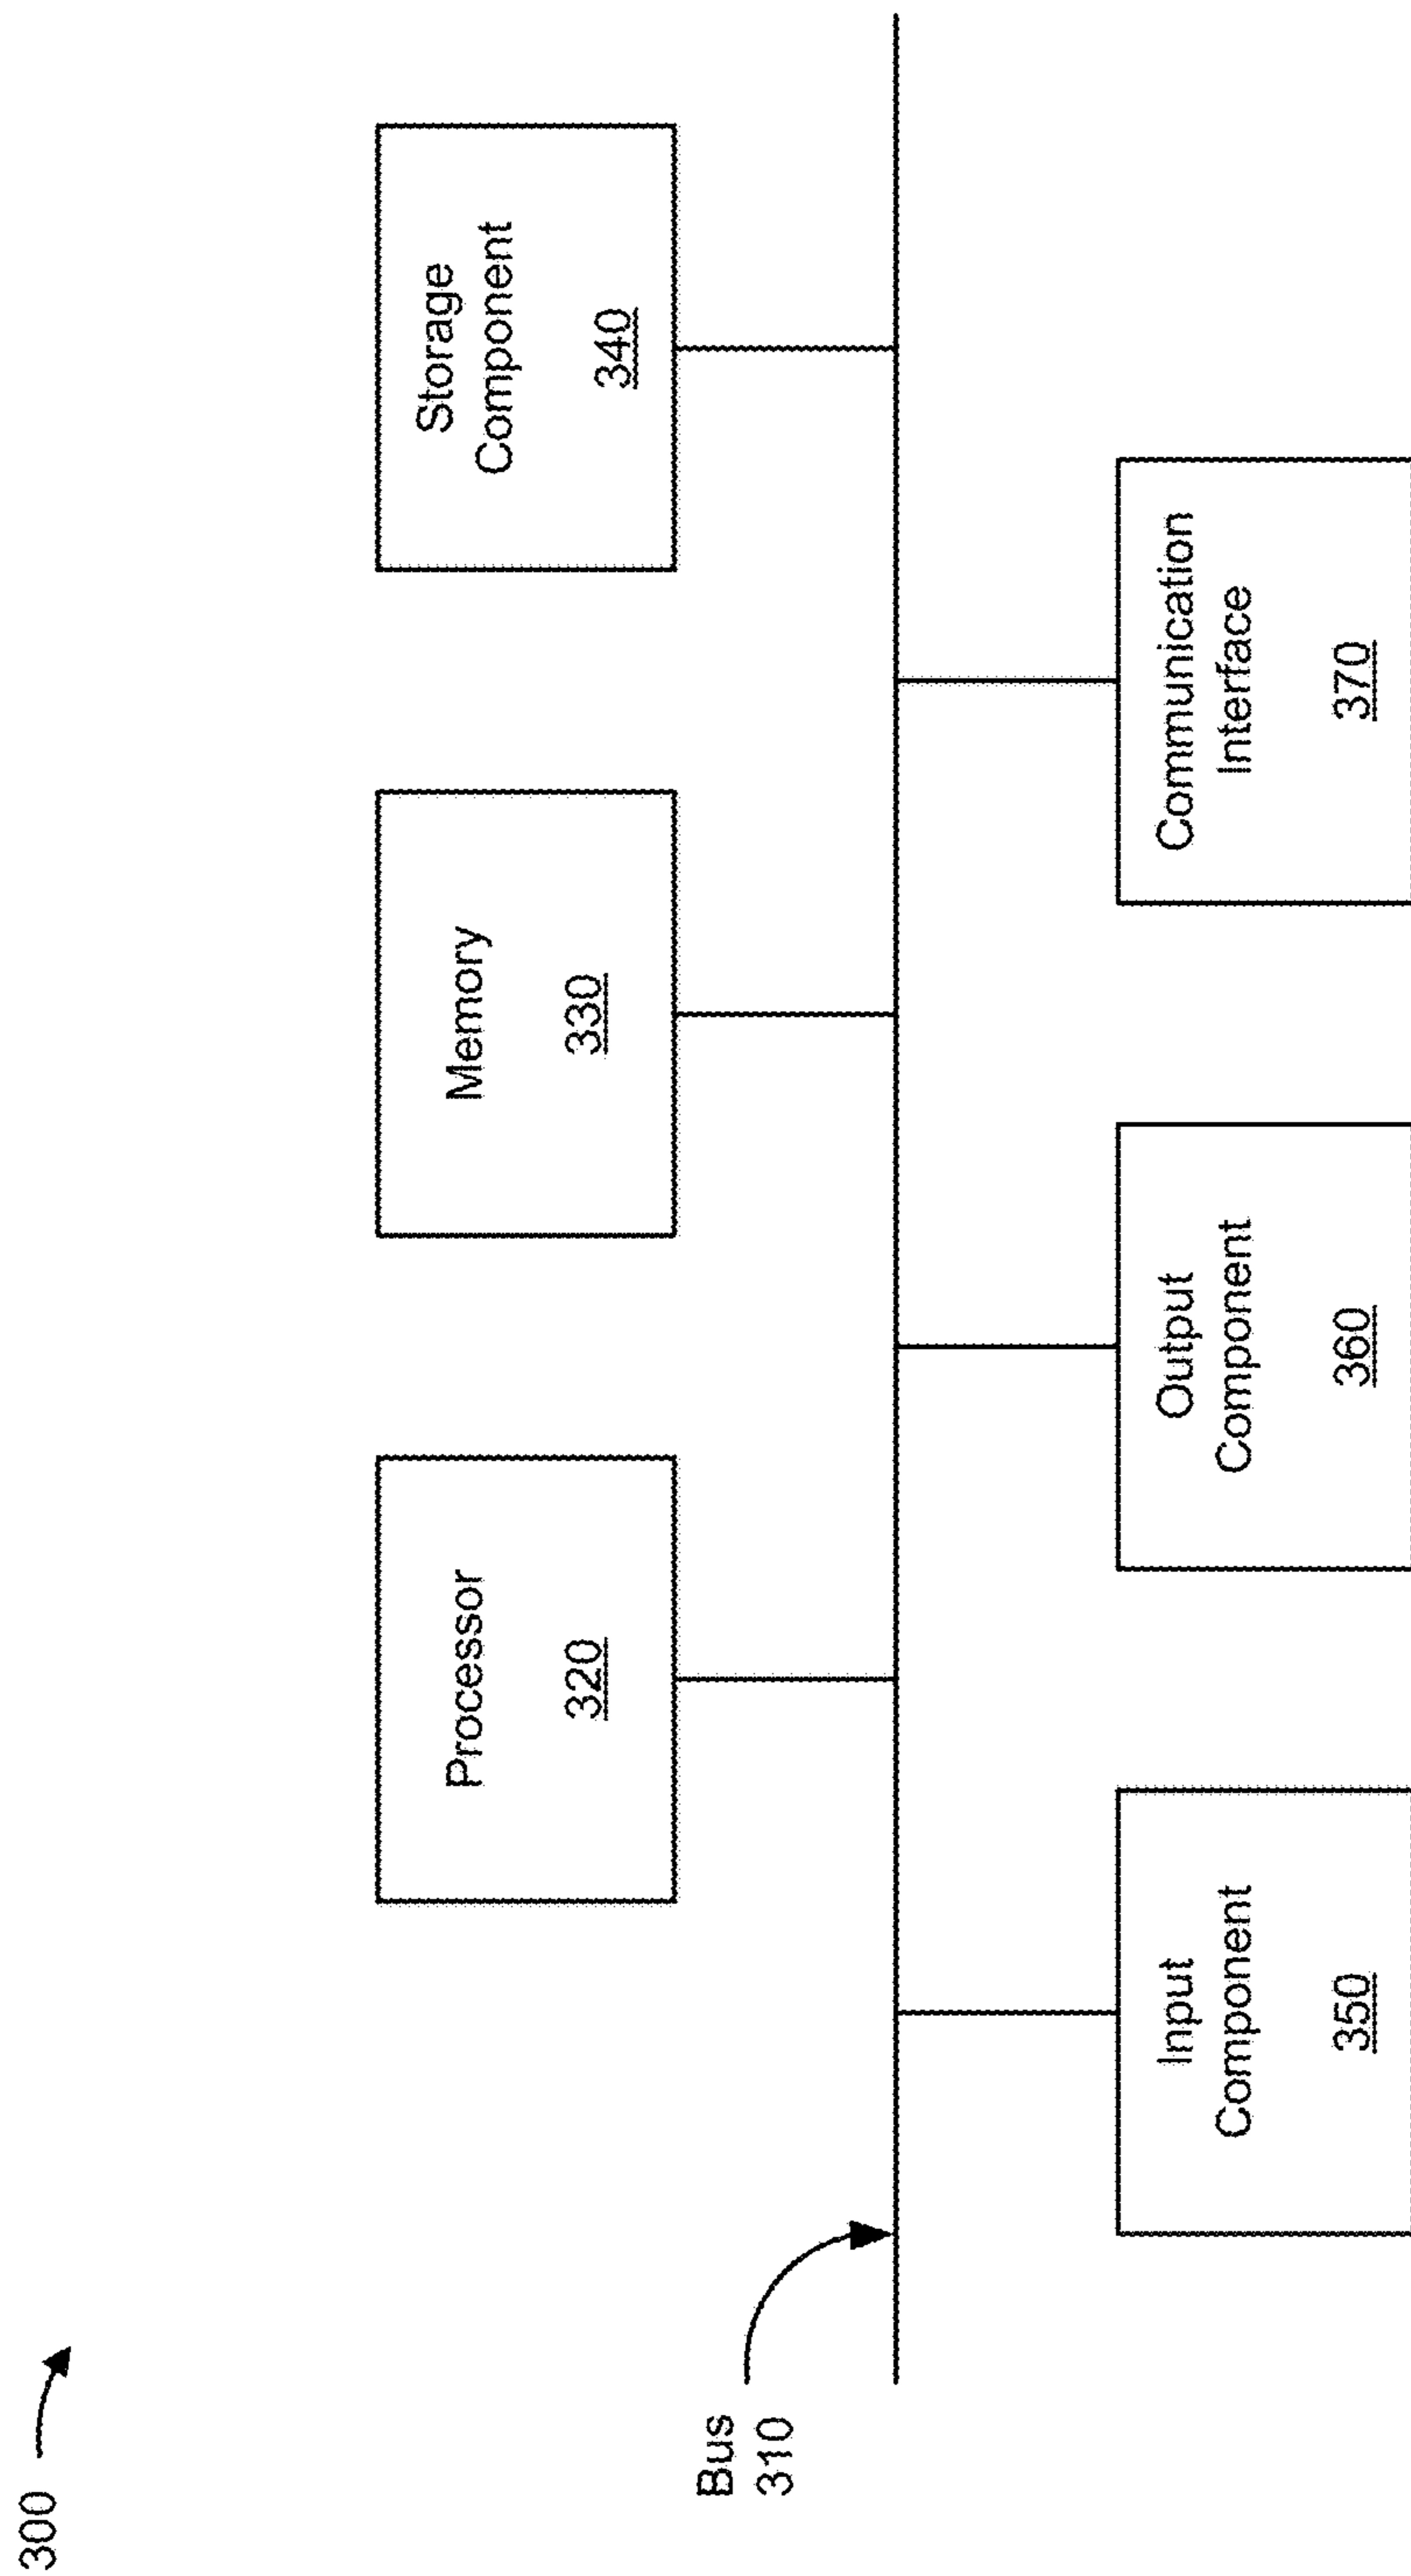 300
Processor
320
Memory
330
Storage
Component
340
Bus
310
Input
Component
350
Output
Component
360
Communication
Interface
370